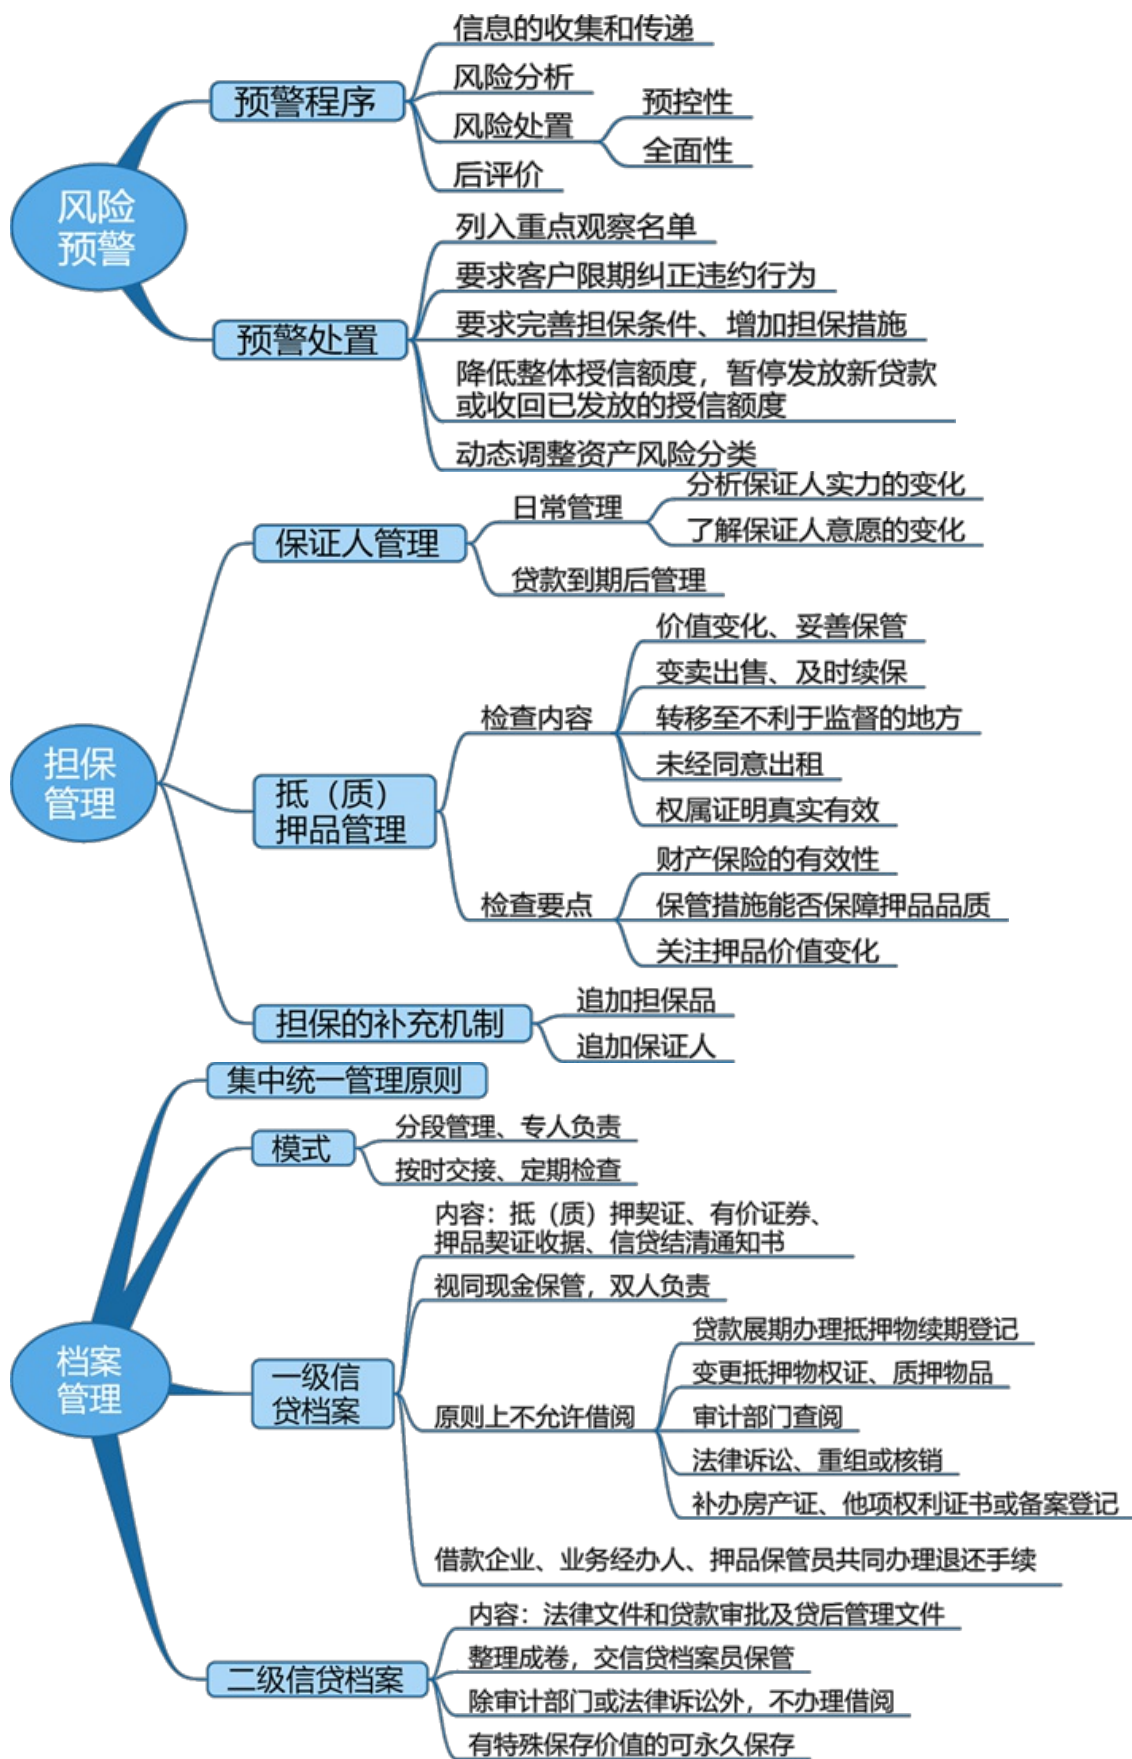 风险
预警
预警程序
信息的收集和传递
风险分析
风险处置
预控性
全面性
后评价
预警处置
列入重点观察名单
要求客户限期纠正违约行为
要求完善担保条件、增加担保措施
降低整体授信额度，暂停发放新贷款
或收回已发放的授信额度
动态调整资产风险分类
担保
管理
保证人管理
日常管理
分析保证人实力的变化
了解保证人意愿的变化
贷款到期后管理
抵（质）
押品管理
检查内容
价值变化、妥善保管
变卖出售、及时续保
转移至不利于监督的地方
未经同意出租
权属证明真实有效
检查要点
财产保险的有效性
保管措施能否保障押品品质
关注押品价值变化
担保的补充机制
追加担保品
追加保证人
档案
管理
集中统一管理原则
模式
分段管理、专人负责
按时交接、定期检查
一级信
贷档案
内容：抵（质）押契证、有价证券、
押品契证收据、信贷结清通知书
视同现金保管，双人负责
原则上不允许借阅
贷款展期办理抵押物续期登记
变更抵押物权证、质押物品
审计部门查阅
法律诉讼、重组或核销
补办房产证、他项权利证书或备案登记
借款企业、业务经办人、押品保管员共同办理退还手续
二级信贷档案
内容：法律文件和贷款审批及贷后管理文件
整理成卷，交信贷档案员保管
除审计部门或法律诉讼外，不办理借阅
有特殊保存价值的可永久保存